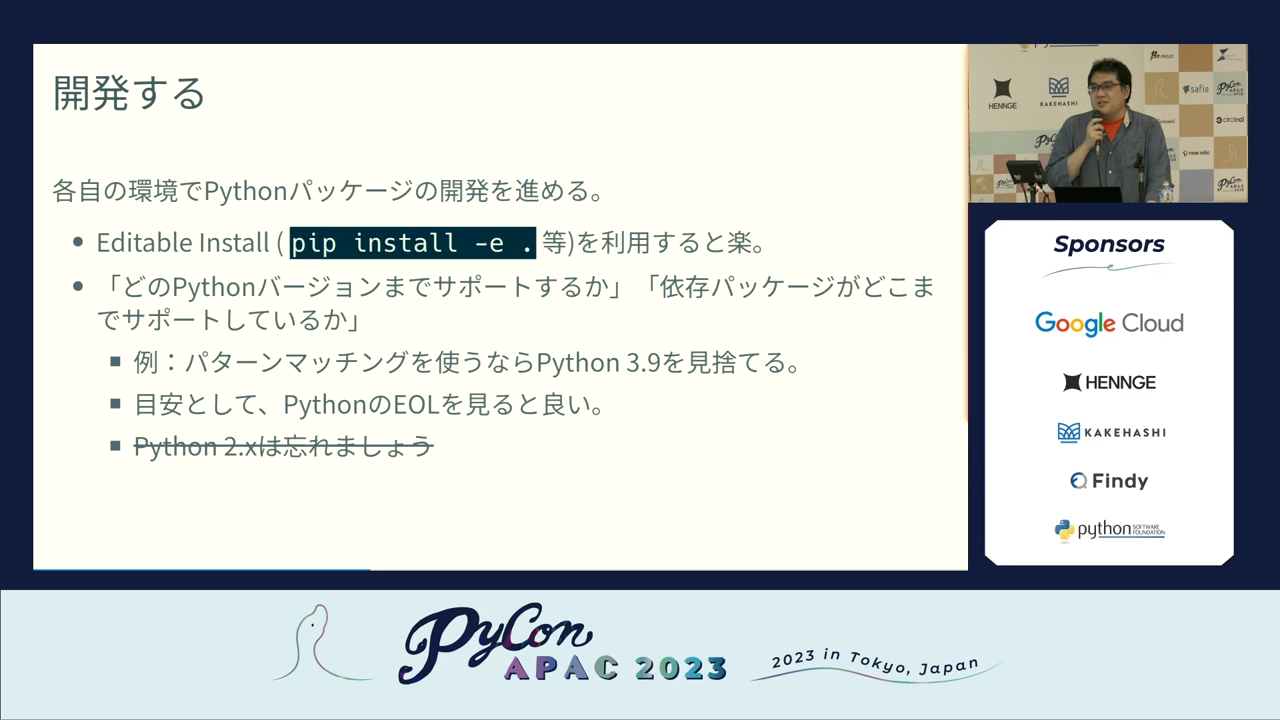 開発する
各自の環境でPythonパッケージの開発を進める。
Editable Install ( pip install -e . 等)を利用すると楽。
「どのPythonバージョンまでサポートするか」「依存パッケージがどこま
でサポートしているか」
例：パターンマッチングを使うならPython 3.9を見捨てる。
目安として、PythonのEOLを見ると良い。
Python 2.xは忘れましょう
HENNGE
KAKEHASHI
safie
PyCon
circleci
new relic
Sponsors
Google Cloud
HENNGE
KAKEHASHI
Findy
python SOFTWARE FOUNDATION
PyCon
APAC 2023
2023 in Tokyo, Japan